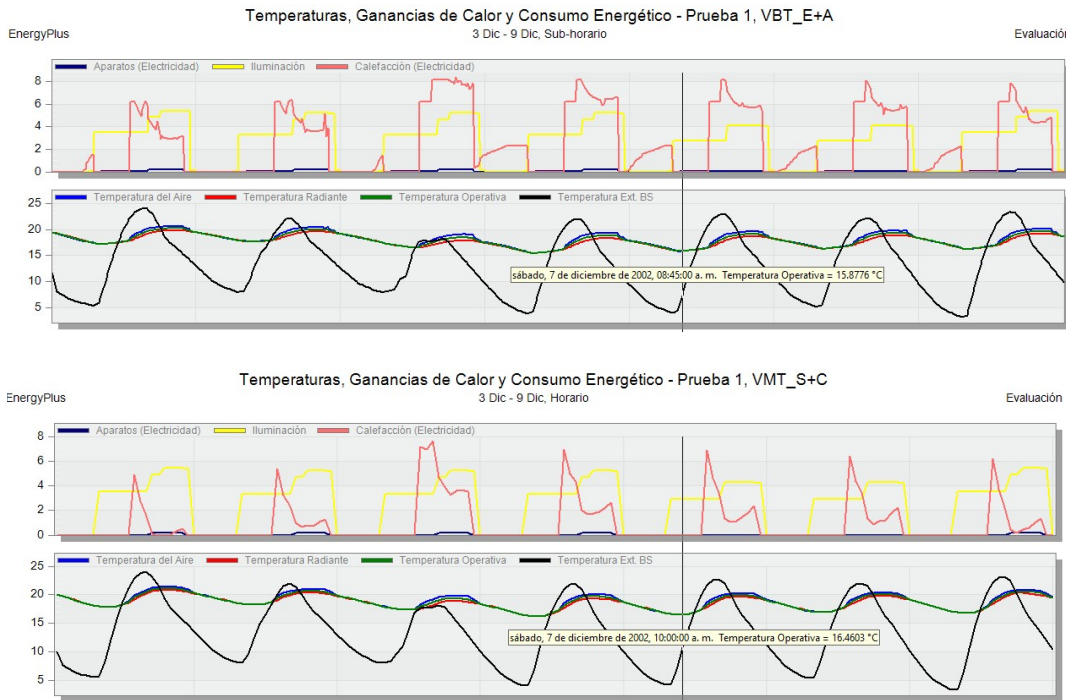 Temperaturas, Ganancias de Calor y Consumo Energético - Prueba 1, VBT_E+A
EnergyPlus 3 Dic - 9 Dic, Sub-horario Evaluación
Aparatos (Electricidad) Iluminación Calefacción (Electricidad)
8
6
4
2
0
Temperatura del Aire Temperatura Radiante Temperatura Operativa Temperatura Ext. BS
25
20
15
10
5
sábado, 7 de diciembre de 2002, 08:45:00 a. m. Temperatura Operativa = 15.8776 °C
Temperaturas, Ganancias de Calor y Consumo Energético - Prueba 1, VMT_S+C
EnergyPlus 3 Dic - 9 Dic, Horario Evaluación
Aparatos (Electricidad) Iluminación Calefacción (Electricidad)
8
6
4
2
0
Temperatura del Aire Temperatura Radiante Temperatura Operativa Temperatura Ext. BS
25
20
15
10
5
sábado, 7 de diciembre de 2002, 10:00:00 a. m. Temperatura Operativa = 16.4603 °C